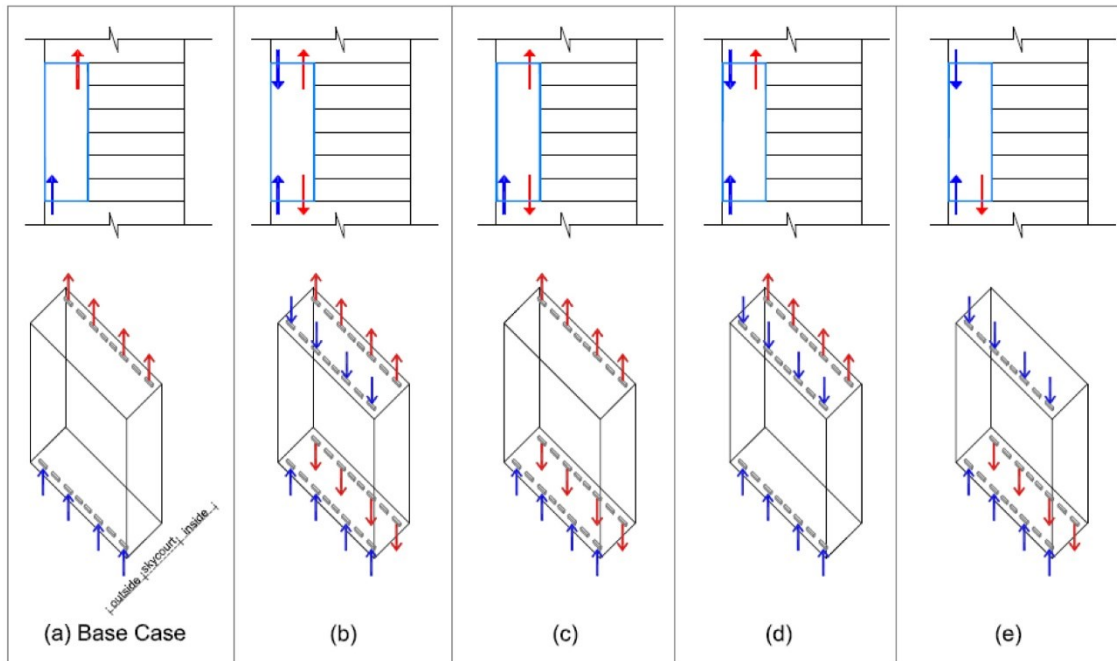 outside
skycourt
inside
(a) Base Case
(b)
(c)
(d)
(e)